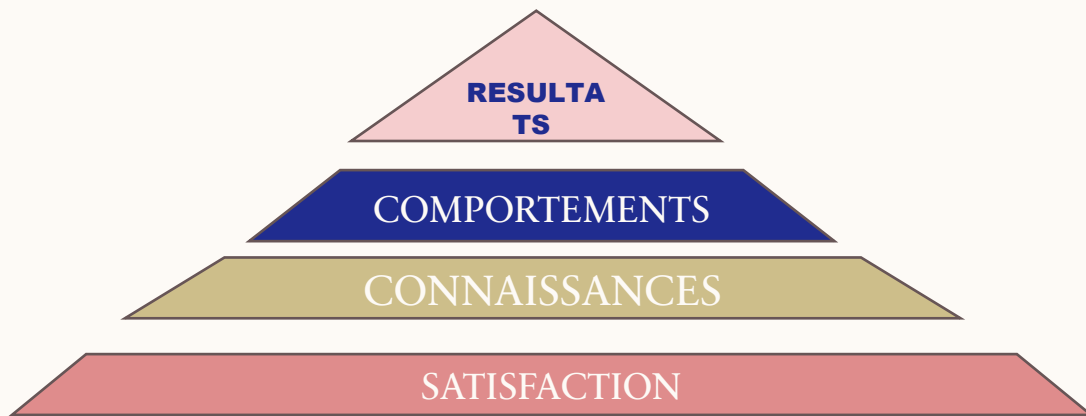 RESULTA
TS
COMPORTEMENTS
CONNAISSANCES
SATISFACTION